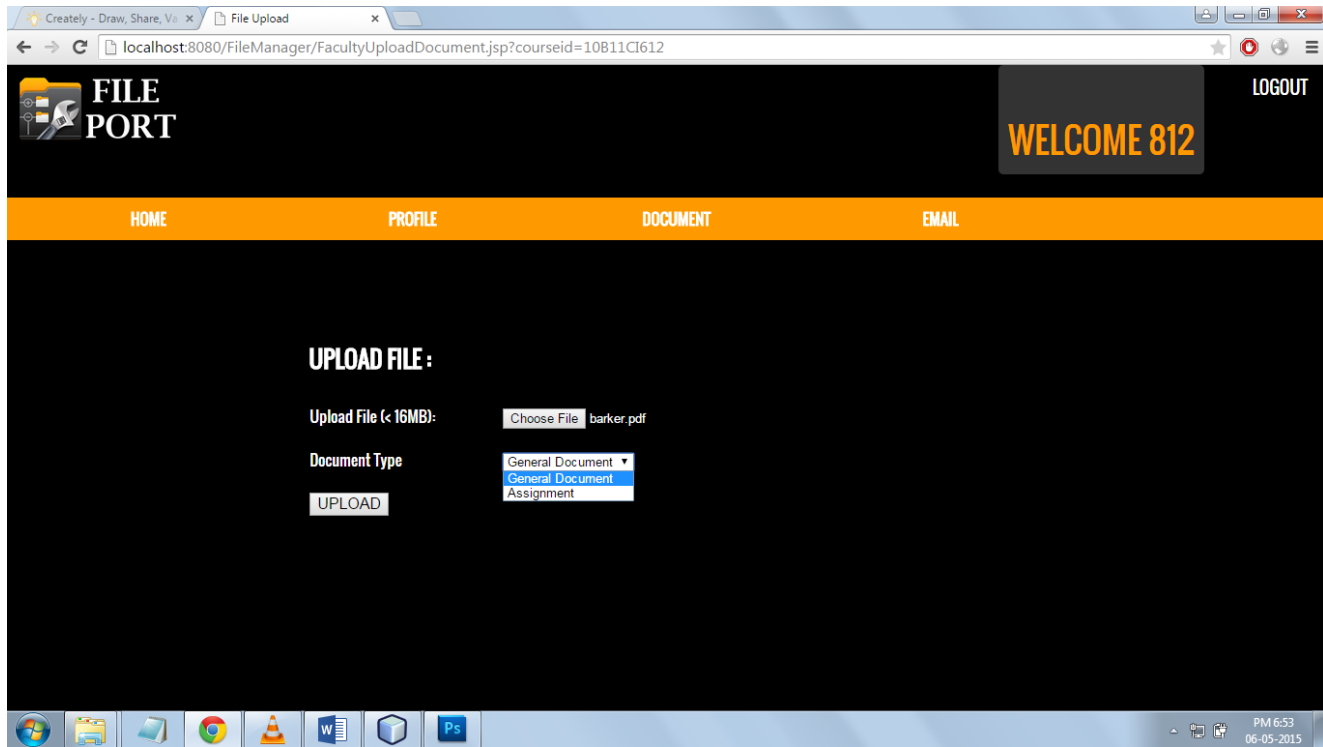 Creately - Draw, Share, Va
File Upload
localhost:8080/FileManager/FacultyUploadDocument.jsp?courseid=10B11CI612
FILE
PORT
LOGOUT
WELCOME 812
HOME PROFILE DOCUMENT EMAIL
UPLOAD FILE :
Upload File (< 16MB): Choose File barker.pdf
Document Type General Document
General Document
Assignment
UPLOAD
W Ps
PM 6:53
06-05-2015